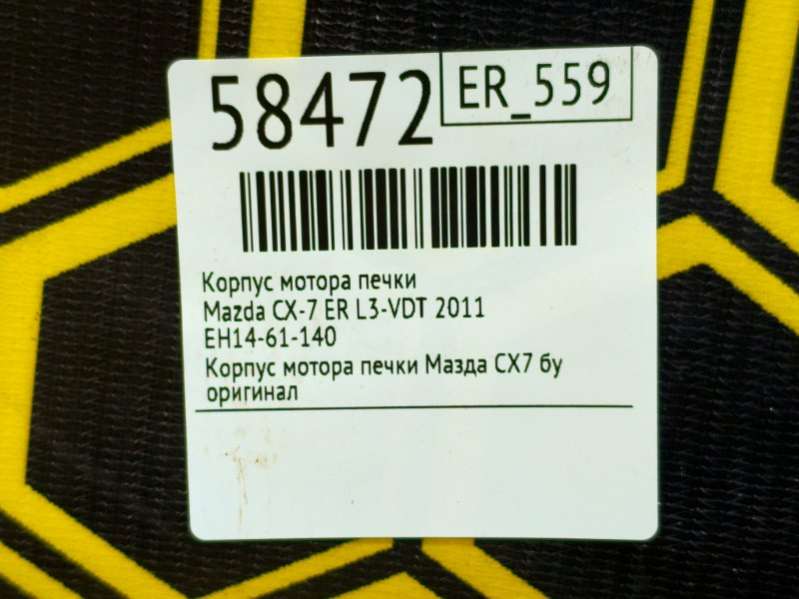 58472
ER_559
Корпус мотора печки
Mazda CX-7 ER L3-VDT 2011
EH14-61-140
Корпус мотора печки Мазда СХ7 бу
оригинал